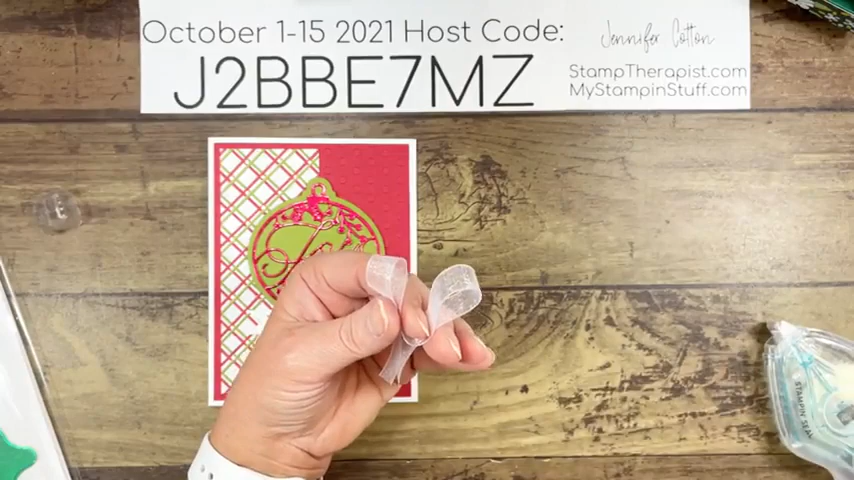 October 1-15 2021 Host Code:
J2BBE7MZ
Jennifer Cotton
StampTherapist.com
MyStampinStuff.com
STAMPIN' SEAL